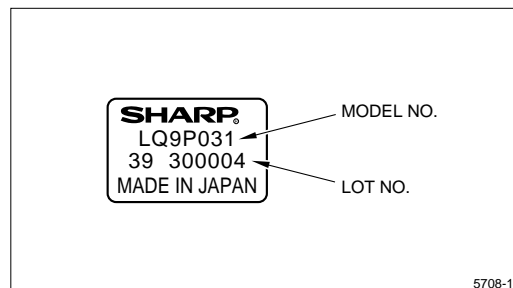 SHARP®
LQ9P031
39 300004
MADE IN JAPAN
MODEL NO.
LOT NO.
5708-1